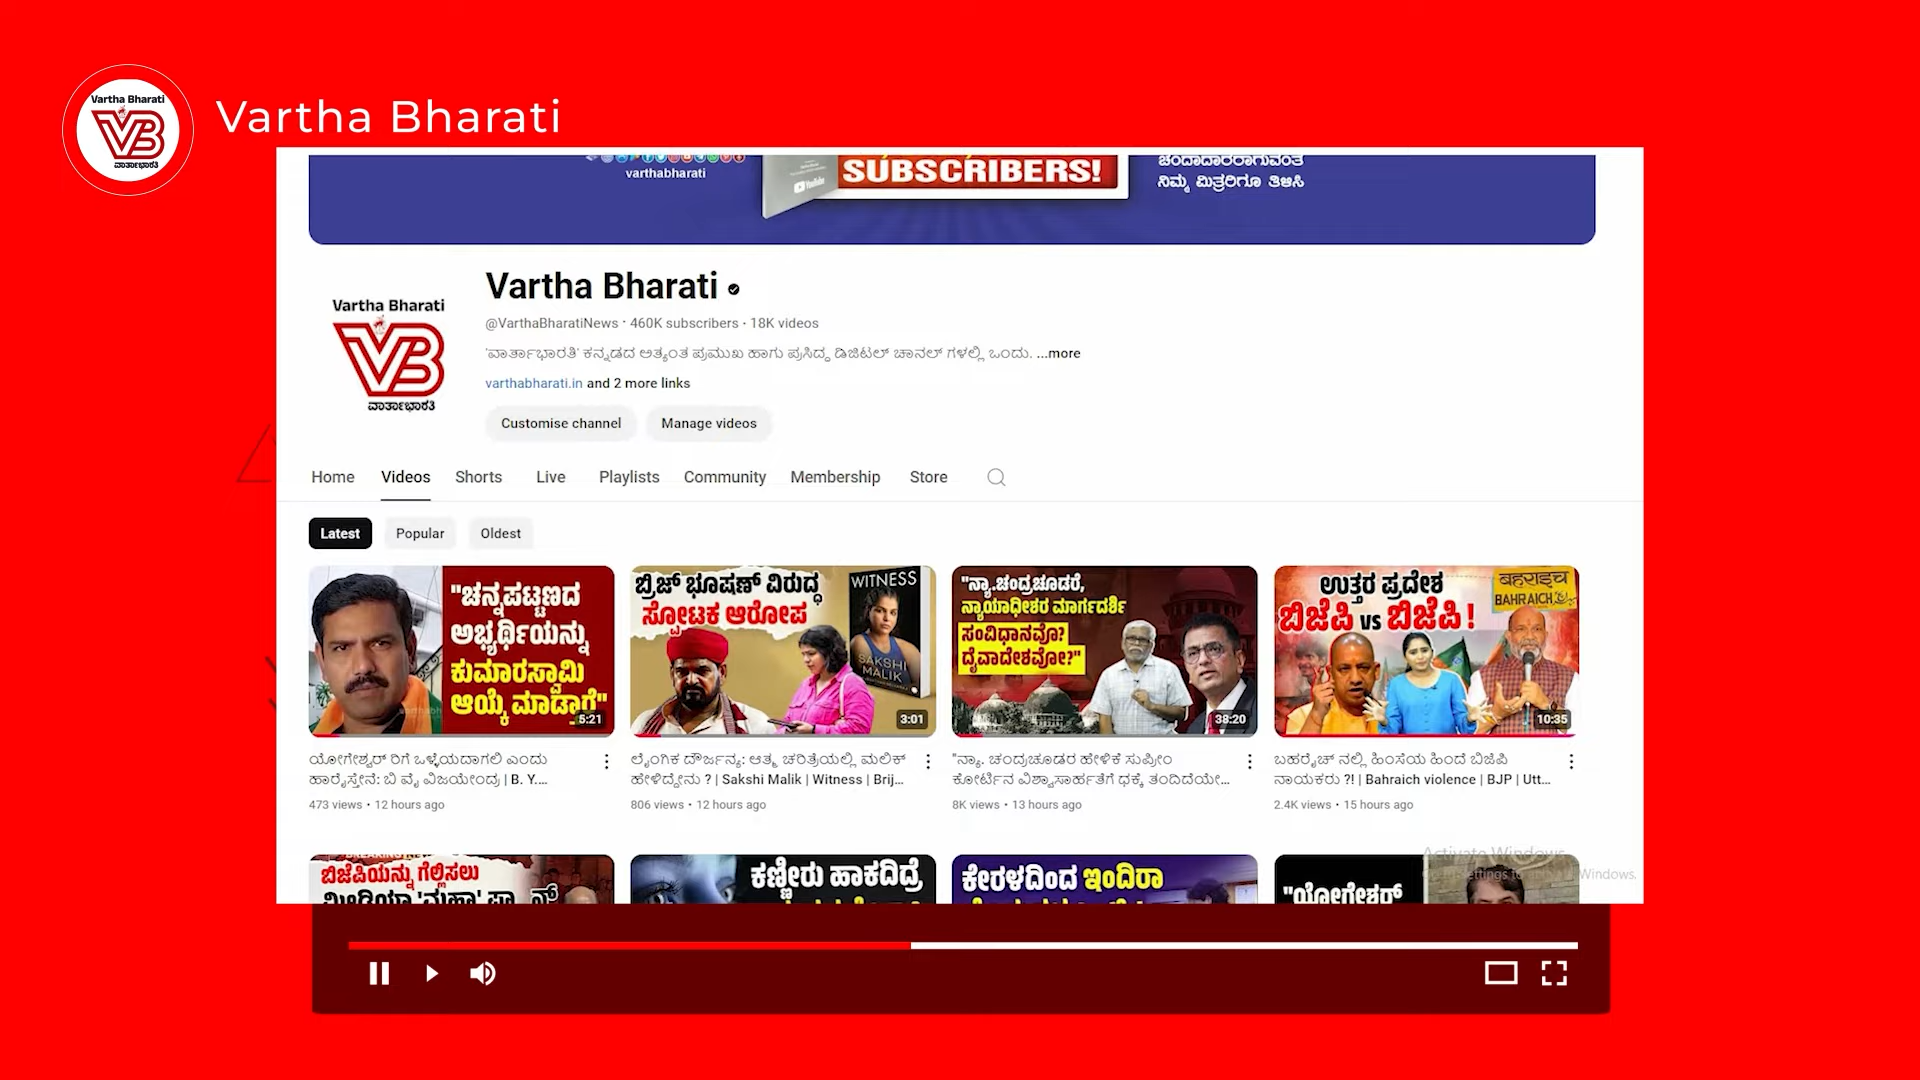 Vartha Bharati
VB
ವಾರ್ತಾಭಾರತಿ
Vartha Bharati
varthabharati
YouTube
SUBSCRIBERS!
ಚಂದಾದಾರರಾಗುವಂತೆ
ನಿಮ್ಮ ಮಿತ್ರರಿಗೂ ತಿಳಿಸಿ
Vartha Bharati
VB
ವಾರ್ತಾಭಾರತಿ
Vartha Bharati
@VarthaBharatiNews · 460K subscribers · 18K videos
'ವಾರ್ತಾಭಾರತಿ' ಕನ್ನಡದ ಅತ್ಯಂತ ಪ್ರಮುಖ ಹಾಗು ಪ್ರಸಿದ್ಧ ಡಿಜಿಟಲ್ ಚಾನಲ್ ಗಳಲ್ಲಿ ಒಂದು. ...more
varthabharati.in and 2 more links
Customise channel Manage videos
Home Videos Shorts Live Playlists Community Membership Store
Latest Popular Oldest
"ಚನ್ನಪಟ್ಟಣದ
ಅಭ್ಯರ್ಥಿಯನ್ನು
ಕುಮಾರಸ್ವಾಮಿ
ಆಯ್ಕೆ ಮಾಡ್ತಾರೆ"
5:21
ಯೋಗೇಶ್ವರ್ ರಿಗೆ ಒಳ್ಳೆಯದಾಗಲಿ ಎಂದು
ಹಾರೈಸ್ತೇನೆ: ಬಿ ವೈ ವಿಜಯೇಂದ್ರ | B. Y....
473 views • 12 hours ago
ಬ್ರಿಜ್ ಭೂಷಣ್ ವಿರುದ್ಧ
ಸ್ಫೋಟಕ ಆರೋಪ
WITNESS
SAKSHI
MALIK
3:01
ಲೈಂಗಿಕ ದೌರ್ಜನ್ಯ: ಆತ್ಮ ಚರಿತ್ರೆಯಲ್ಲಿ ಮಲಿಕ್
ಹೇಳಿದ್ದೇನು ? | Sakshi Malik | Witness | Brij...
806 views • 12 hours ago
"ನ್ಯಾ.ಚಂದ್ರಚೂಡರೆ,
ನ್ಯಾಯಾಧೀಶರ ಮಾರ್ಗದರ್ಶಿ
ಸಂವಿಧಾನವೊ?
ದೈವಾದೇಶವೋ?"
38:20
"ನ್ಯಾ. ಚಂದ್ರಚೂಡರ ಹೇಳಿಕೆ ಸುಪ್ರೀಂ
ಕೋರ್ಟಿನ ವಿಶ್ವಾಸಾರ್ಹತೆಗೆ ಧಕ್ಕೆ ತಂದಿದೆಯೇ...
8K views • 13 hours ago
ಉತ್ತರ ಪ್ರದೇಶ
ಬಿಜೆಪಿ vs ಬಿಜೆಪಿ !
बहराइच
BAHRAICH
10:35
ಬಹರೈಚ್ ನಲ್ಲಿ ಹಿಂಸೆಯ ಹಿಂದೆ ಬಿಜೆಪಿ
ನಾಯಕರು ?! | Bahraich violence | BJP | Utt...
2.4K views • 15 hours ago
ಬಿಜೆಪಿಯನ್ನು ಗೆಲ್ಲಿಸಲು
ಕಣ್ಣೀರು ಹಾಕದಿದ್ರೆ
ಕೇರಳದಿಂದ ಇಂದಿರಾ
"ಯೋಗೇಶ್ವರ್
Activate Windows